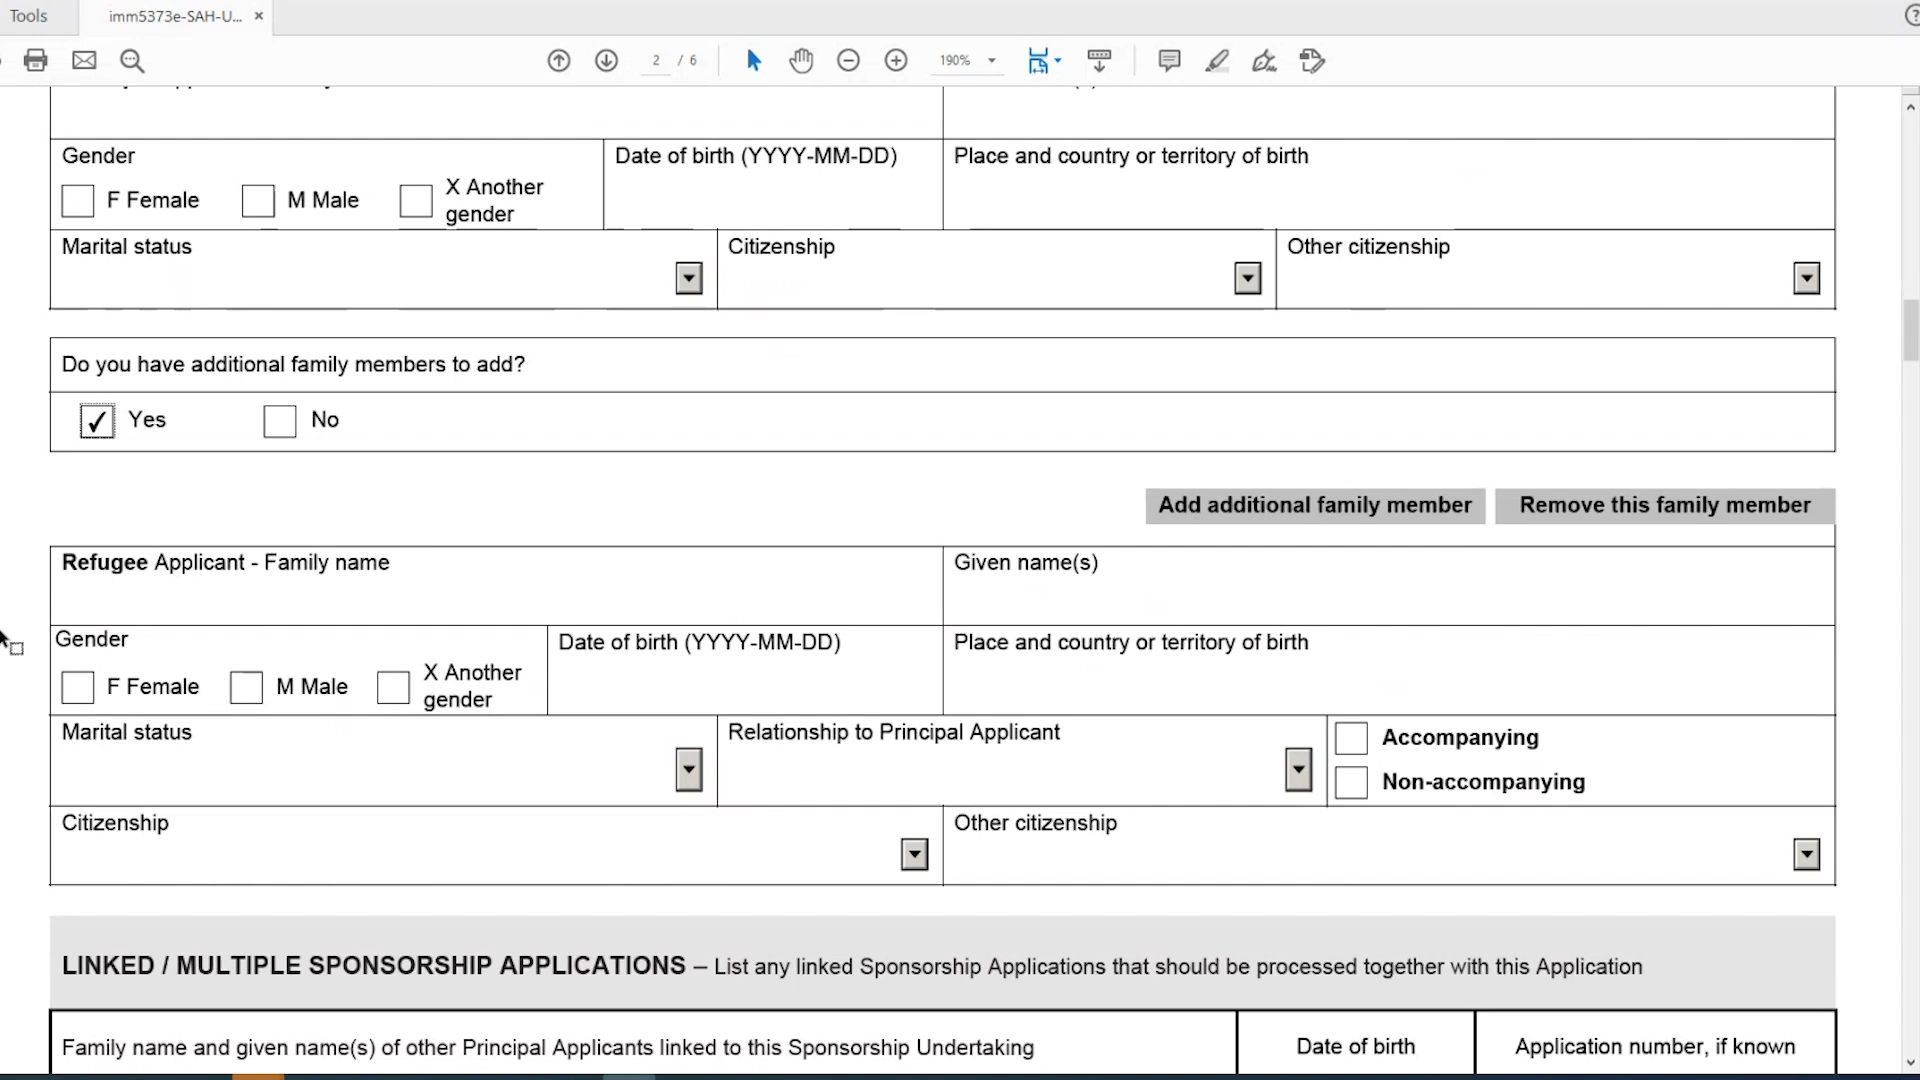 Tools
imm5373e-SAH-U... ×
2 / 6
190%
Gender
Date of birth (YYYY-MM-DD)
Place and country or territory of birth
F Female
M Male
X Another
gender
Marital status
Citizenship
Other citizenship
Do you have additional family members to add?
✓ Yes
No
Add additional family member
Remove this family member
Refugee Applicant - Family name
Given name(s)
Gender
Date of birth (YYYY-MM-DD)
Place and country or territory of birth
F Female
M Male
X Another
gender
Marital status
Relationship to Principal Applicant
Accompanying
Non-accompanying
Citizenship
Other citizenship
LINKED / MULTIPLE SPONSORSHIP APPLICATIONS – List any linked Sponsorship Applications that should be processed together with this Application
Family name and given name(s) of other Principal Applicants linked to this Sponsorship Undertaking
Date of birth
Application number, if known